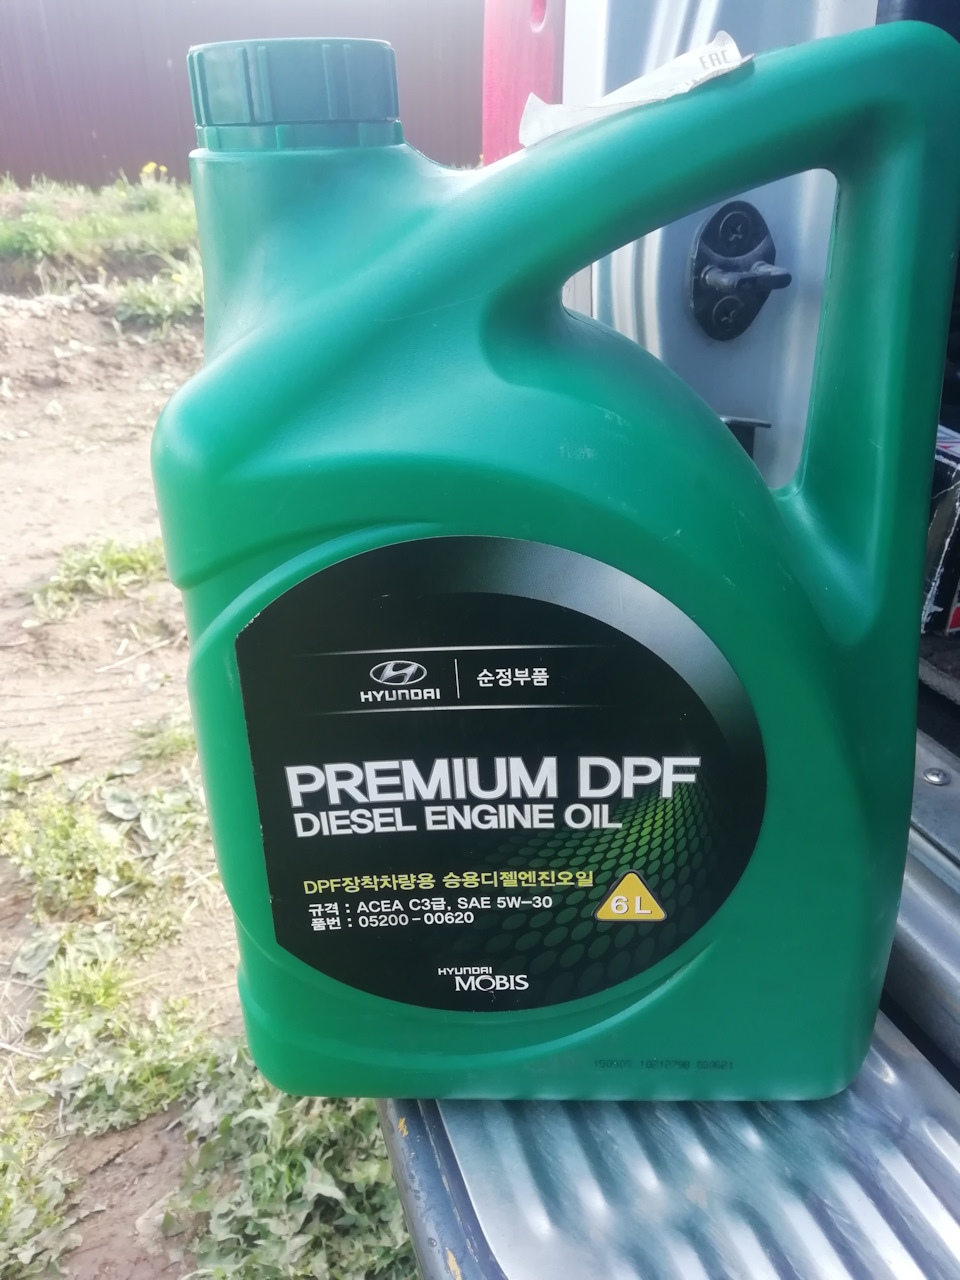 EAC
HYUNDAI 순정부품
PREMIUM DPF
DIESEL ENGINE OIL
DPF장착차량용 승용디젤엔진오일
규격 : ACEA C3급, SAE 5W-30
품번 : 05200-00620
6 L
HYUNDAI
MOBIS